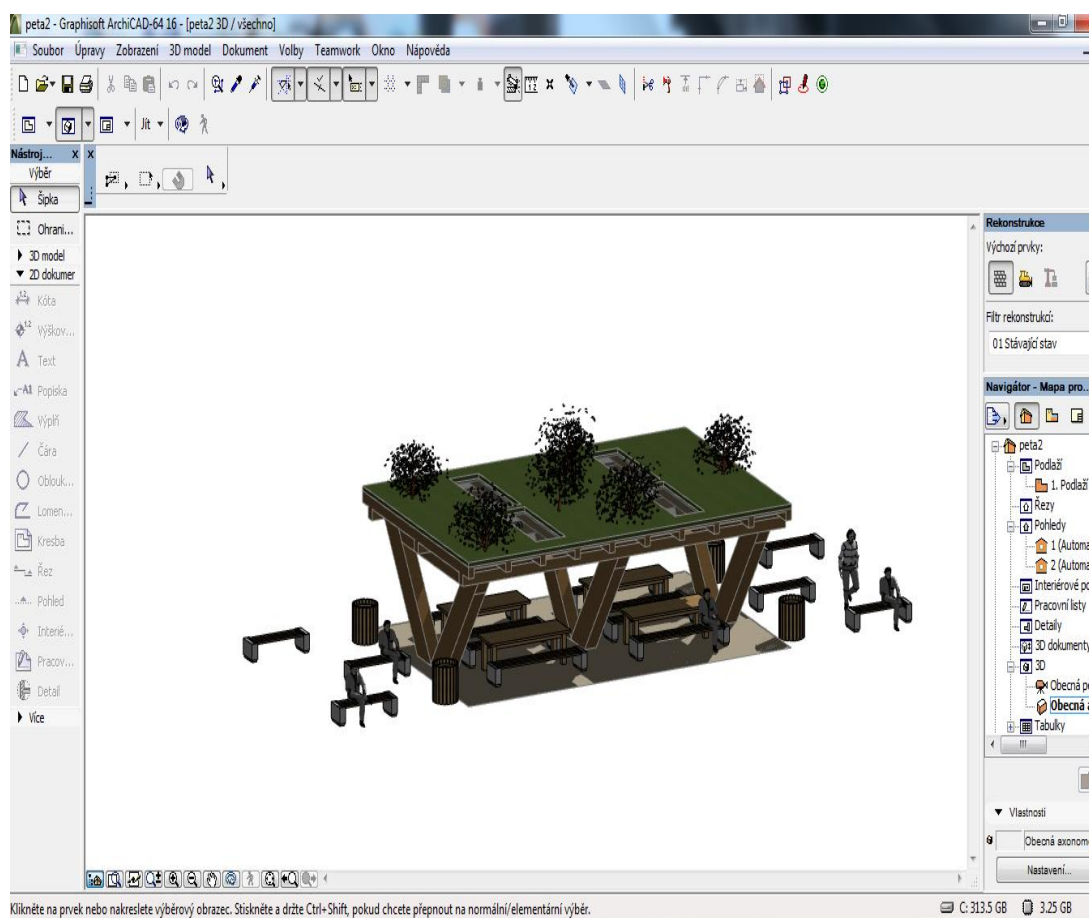 peta2 - Graphisoft ArchiCAD-64 16 - [peta2 3D / všechno]
Soubor Úpravy Zobrazení 3D model Dokument Volby Teamwork Okno Nápověda
Jít
Nástroj... x x
Výběr
Šipka
Ohrani...
3D model
2D dokumer
Kóta
Výškov...
Text
Popiska
Výplň
Čára
Oblouk...
Lomen...
Kresba
Řez
Pohled
Interié...
Pracov...
Detail
Více
Rekonstrukce
Výchozí prvky:
Filtr rekonstrukcí:
01 Stávající stav
Navigátor - Mapa pro...
peta2
Podlaží
1. Podlaží
Řezy
Pohledy
1 (Automa
2 (Automa
Interiérové po
Pracovní listy
Detaily
3D dokumenty
3D
Obecná pe
Obecná a
Tabulky
Vlastnosti
Obecná axonome
Nastavení...
Klikněte na prvek nebo nakreslete výběrový obrazec. Stiskněte a držte Ctrl+Shift, pokud chcete přepnout na normální/elementární výběr.
C: 313.5 GB 3.25 GB